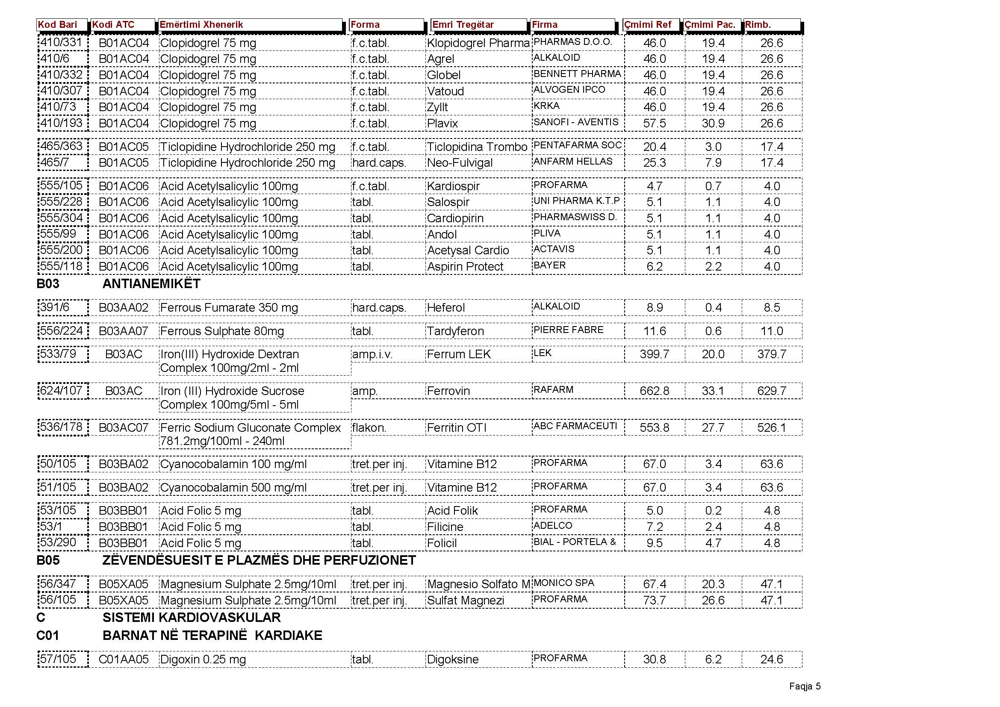 Kod Bari Kodi ATC Emërtimi Xhenerik Forma Emri Tregëtar Firma Çmimi Ref Çmimi Pac. Rimb.
410/331 B01AC04 Clopidogrel 75 mg f.c.tabl. Klopidogrel Pharma PHARMAS D.O.O. 46.0 19.4 26.6
410/6 B01AC04 Clopidogrel 75 mg f.c.tabl. Agrel ALKALOID 46.0 19.4 26.6
410/332 B01AC04 Clopidogrel 75 mg f.c.tabl. Globel BENNETT PHARMA 46.0 19.4 26.6
410/307 B01AC04 Clopidogrel 75 mg f.c.tabl. Vatoud ALVOGEN IPCO 46.0 19.4 26.6
410/73 B01AC04 Clopidogrel 75 mg f.c.tabl. Zyllt KRKA 46.0 19.4 26.6
410/193 B01AC04 Clopidogrel 75 mg f.c.tabl. Plavix SANOFI - AVENTIS 57.5 30.9 26.6
465/363 B01AC05 Ticlopidine Hydrochloride 250 mg f.c.tabl. Ticlopidina Trombo PENTAFARMA SOC 20.4 3.0 17.4
465/7 B01AC05 Ticlopidine Hydrochloride 250 mg hard.caps. Neo-Fulvigal ANFARM HELLAS 25.3 7.9 17.4
555/105 B01AC06 Acid Acetylsalicylic 100mg f.c.tabl. Kardiospir PROFARMA 4.7 0.7 4.0
555/228 B01AC06 Acid Acetylsalicylic 100mg tabl. Salospir UNI PHARMA K.T.P 5.1 1.1 4.0
555/304 B01AC06 Acid Acetylsalicylic 100mg tabl. Cardiopirin PHARMASWISS D. 5.1 1.1 4.0
555/99 B01AC06 Acid Acetylsalicylic 100mg tabl. Andol PLIVA 5.1 1.1 4.0
555/200 B01AC06 Acid Acetylsalicylic 100mg tabl. Acetysal Cardio ACTAVIS 5.1 1.1 4.0
555/118 B01AC06 Acid Acetylsalicylic 100mg tabl. Aspirin Protect BAYER 6.2 2.2 4.0
B03 ANTIANEMIKËT
391/6 B03AA02 Ferrous Fumarate 350 mg hard.caps. Heferol ALKALOID 8.9 0.4 8.5
556/224 B03AA07 Ferrous Sulphate 80mg tabl. Tardyferon PIERRE FABRE 11.6 0.6 11.0
533/79 B03AC Iron(III) Hydroxide Dextran amp.i.v. Ferrum LEK LEK 399.7 20.0 379.7
Complex 100mg/2ml - 2ml
624/107 B03AC Iron (III) Hydroxide Sucrose amp. Ferrovin RAFARM 662.8 33.1 629.7
Complex 100mg/5ml - 5ml
536/178 B03AC07 Ferric Sodium Gluconate Complex flakon. Ferritin OTI ABC FARMACEUTI 553.8 27.7 526.1
781.2mg/100ml - 240ml
50/105 B03BA02 Cyanocobalamin 100 mg/ml tret.per inj. Vitamine B12 PROFARMA 67.0 3.4 63.6
51/105 B03BA02 Cyanocobalamin 500 mg/ml tret.per inj. Vitamine B12 PROFARMA 67.0 3.4 63.6
53/105 B03BB01 Acid Folic 5 mg tabl. Acid Folik PROFARMA 5.0 0.2 4.8
53/1 B03BB01 Acid Folic 5 mg tabl. Filicine ADELCO 7.2 2.4 4.8
53/290 B03BB01 Acid Folic 5 mg tabl. Folicil BIAL - PORTELA & 9.5 4.7 4.8
B05 ZËVENDËSUESIT E PLAZMËS DHE PERFUZIONET
56/347 B05XA05 Magnesium Sulphate 2.5mg/10ml tret.per inj. Magnesio Solfato M MONICO SPA 67.4 20.3 47.1
56/105 B05XA05 Magnesium Sulphate 2.5mg/10ml tret.per inj. Sulfat Magnezi PROFARMA 73.7 26.6 47.1
C SISTEMI KARDIOVASKULAR
C01 BARNAT NË TERAPINË KARDIAKE
57/105 C01AA05 Digoxin 0.25 mg tabl. Digoksine PROFARMA 30.8 6.2 24.6
Faqja 5